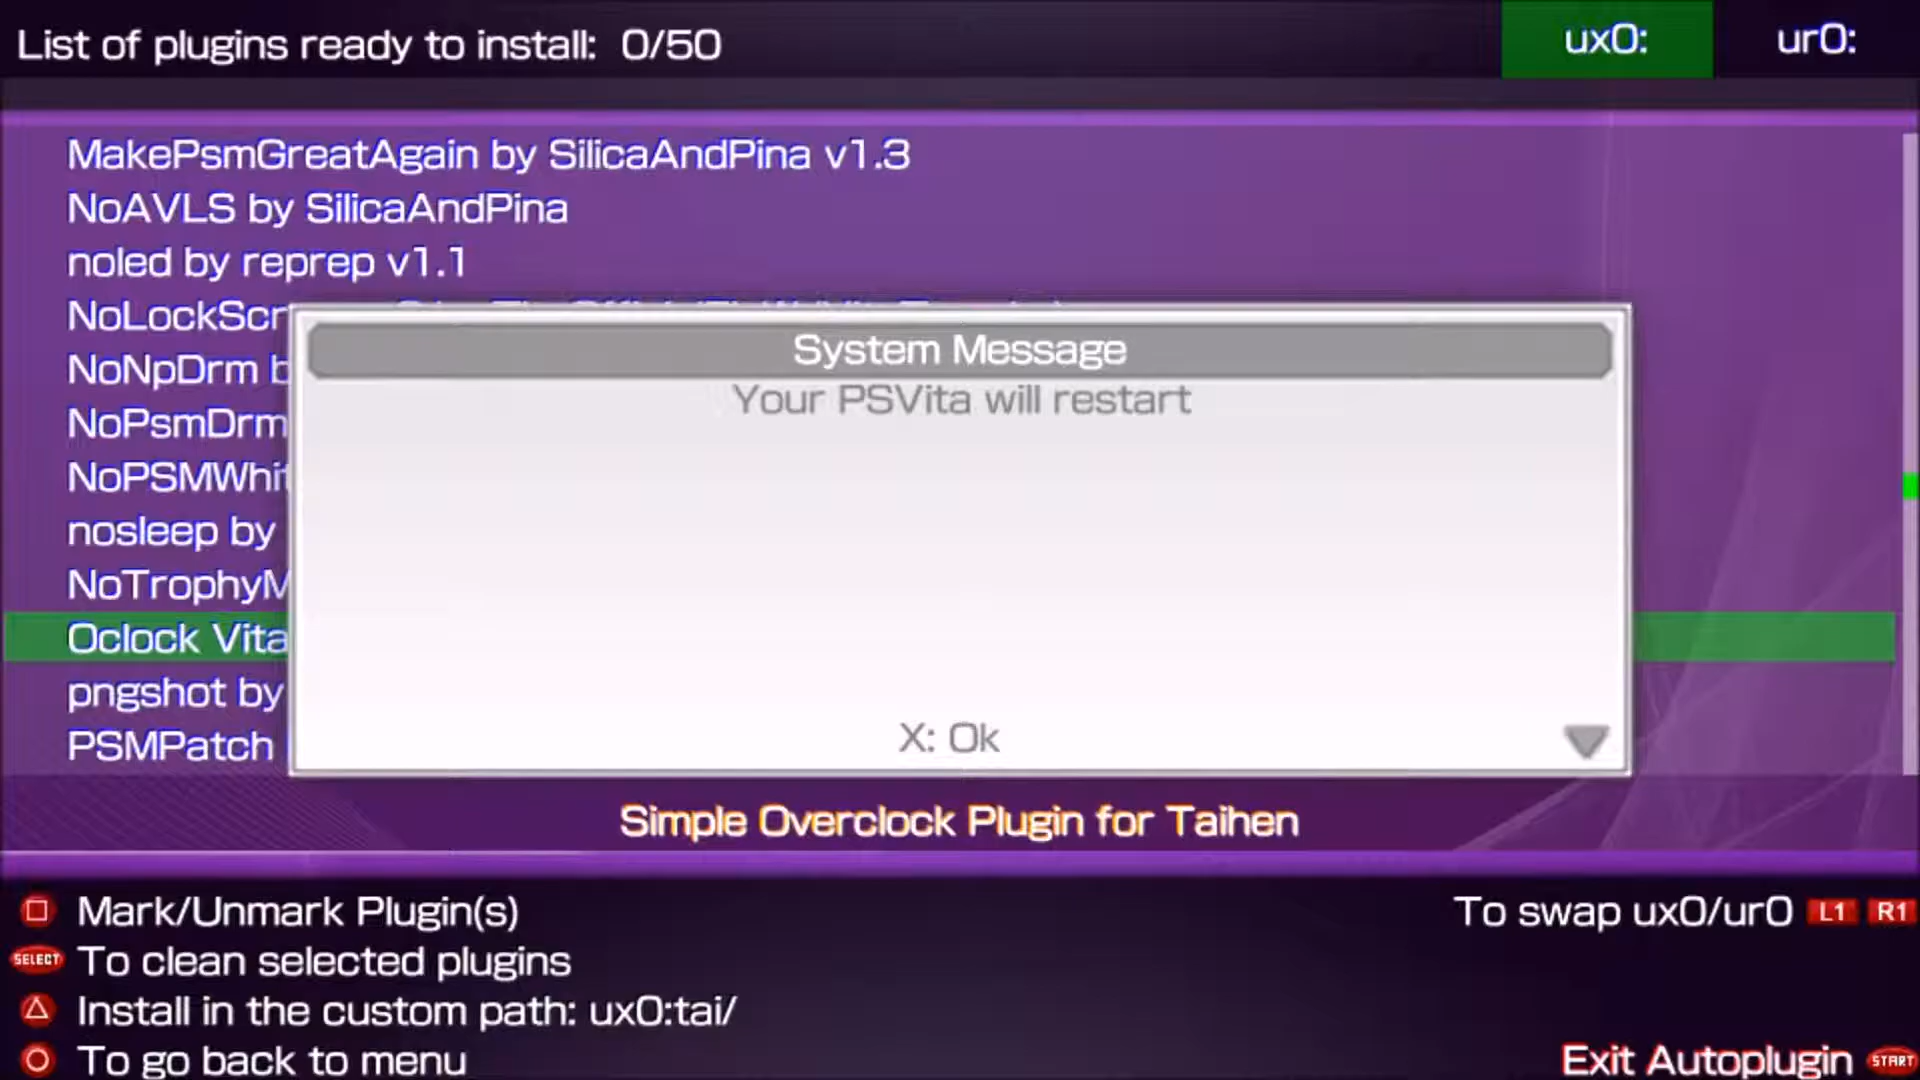 List of plugins ready to install: 0/50
ux0: ur0:
MakePsmGreatAgain by SilicaAndPina v1.3
NoAVLS by SilicaAndPina
noled by reprep v1.1
NoLockScr
System Message
NoNpDrm b
Your PSVita will restart
NoPsmDrm
NoPSMWhit
nosleep by
NoTrophyM
Oclock Vita
pngshot by
PSMPatch
X: Ok
Simple Overclock Plugin for Taihen
Mark/Unmark Plugin(s)
To swap ux0/ur0 L1 R1
SELECT To clean selected plugins
Install in the custom path: ux0:tai/
To go back to menu
Exit Autoplugin START